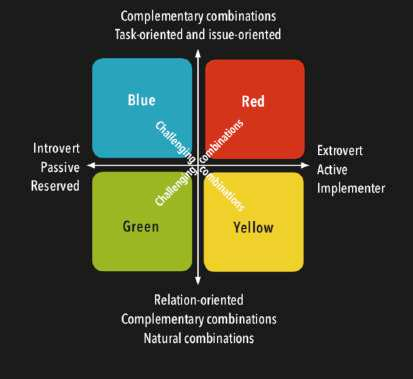 Complementary combinations
Task-oriented and issue-oriented
Blue
Red
Challenging combinations
Challenging combinations
Introvert
Passive
Reserved
Extrovert
Active
Implementer
Green
Yellow
Relation-oriented
Complementary combinations
Natural combinations